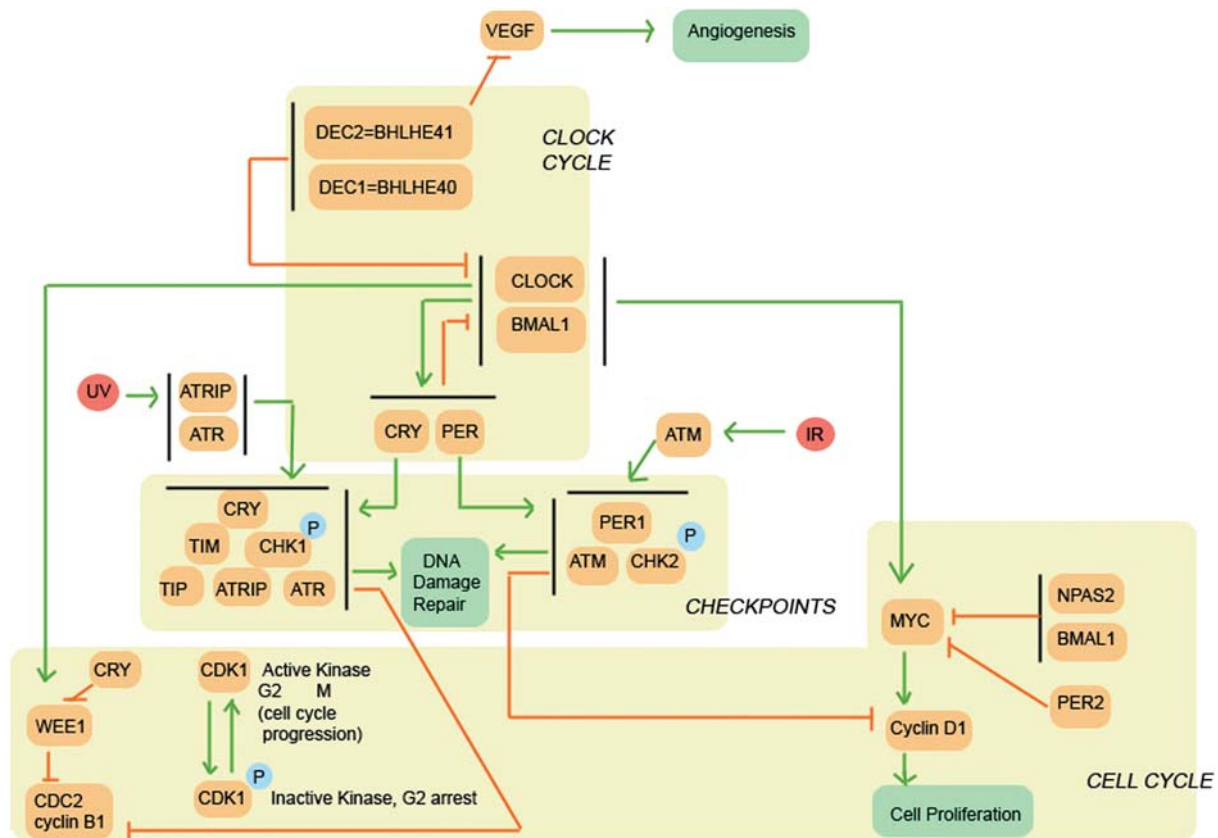 VEGF
Angiogenesis
DEC2=BHLHE41
CLOCK
CYCLE
DEC1=BHLHE40
CLOCK
BMAL1
UV
ATRIP
ATR
CRY
PER
ATM
IR
CRY
P
TIM
CHK1
TIP
ATRIP
ATR
DNA
Damage
Repair
PER1
P
ATM
CHK2
CHECKPOINTS
MYC
NPAS2
BMAL1
PER2
Cyclin D1
Cell Proliferation
CELL CYCLE
CRY
WEE1
CDC2
cyclin B1
CDK1
Active Kinase
G2 M
(cell cycle
progression)
P
CDK1
Inactive Kinase, G2 arrest